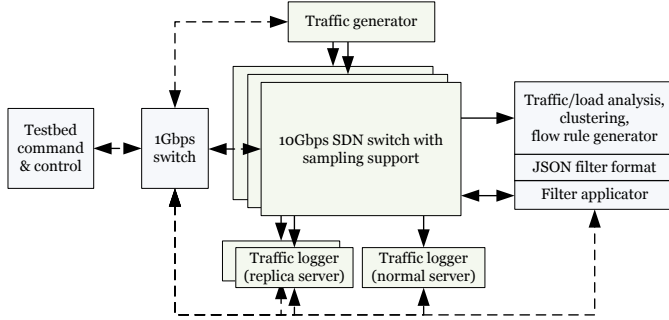 Traffic generator
Testbed
command
& control
1Gbps
switch
10Gbps SDN switch with
sampling support
Traffic/load analysis,
clustering,
flow rule generator
JSON filter format
Filter applicator
Traffic logger
(replica server)
Traffic logger
(normal server)